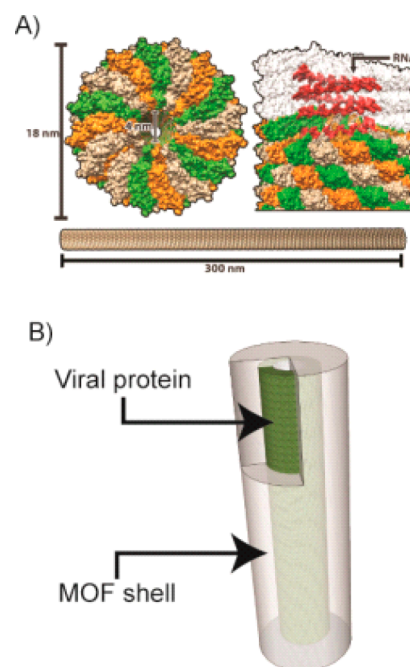 A)
18 nm
4 nm
RNA
300 nm
B)
Viral protein
MOF shell